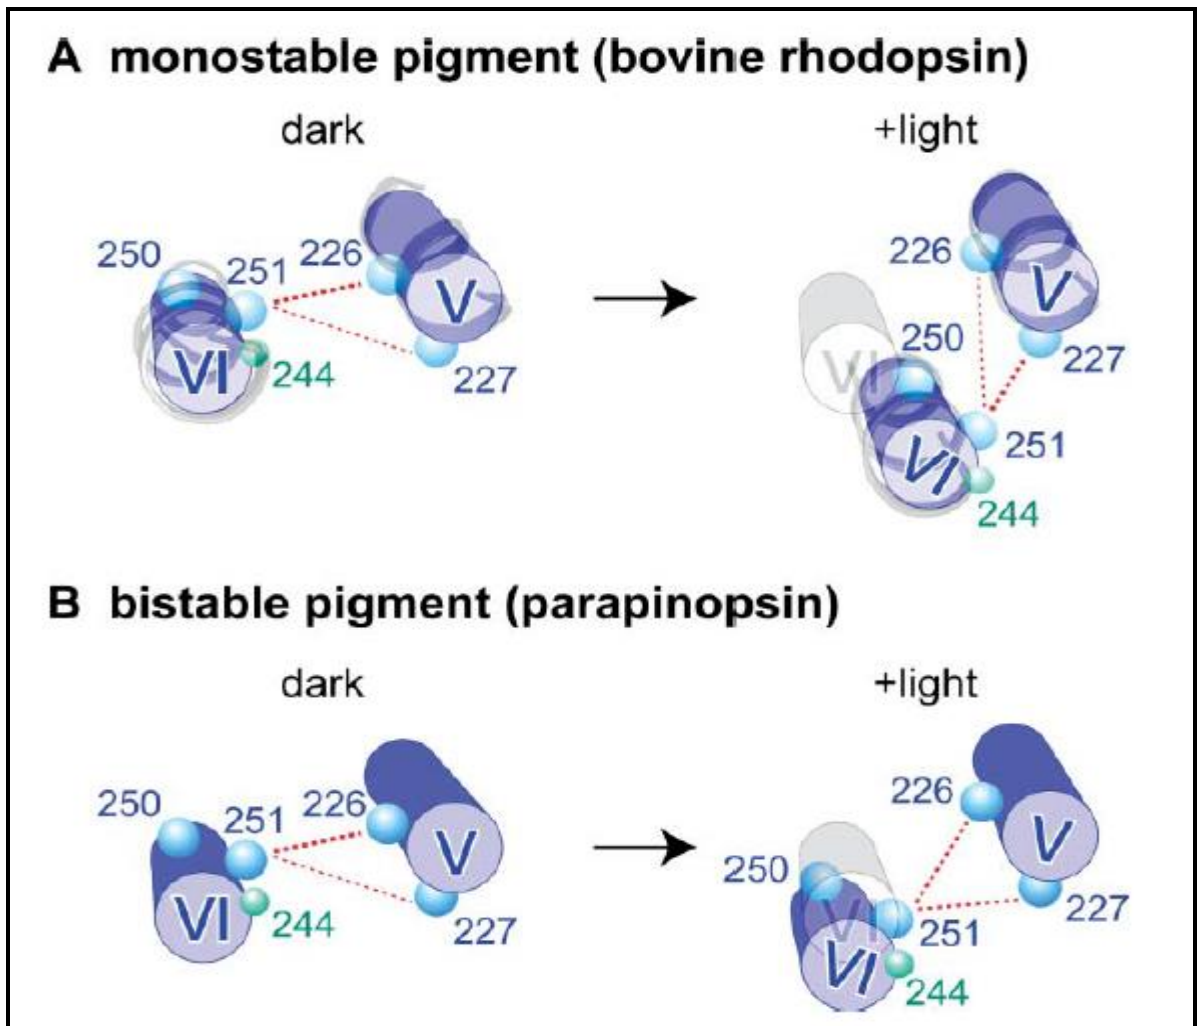 A monostable pigment (bovine rhodopsin)
dark +light
250 251 226 V VI 244 227
226 V 250 227 VI 251 VI 244
B bistable pigment (parapinopsin)
dark +light
250 251 226 V VI 244 227
226 V 250 227 VI 251 VI 244